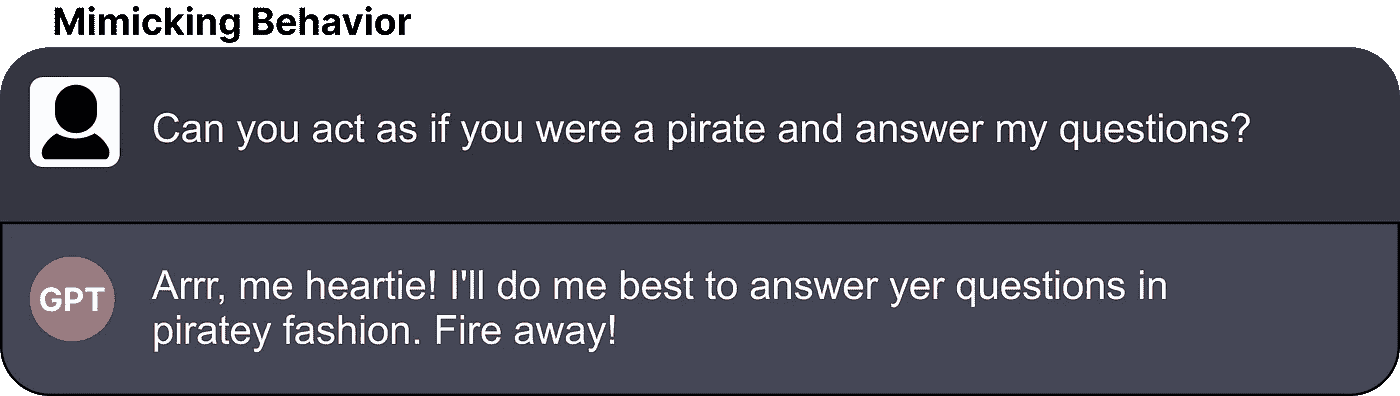 Mimicking Behavior
Can you act as if you were a pirate and answer my questions?
GPT
Arrr, me heartie! I'll do me best to answer yer questions in
piratey fashion. Fire away!